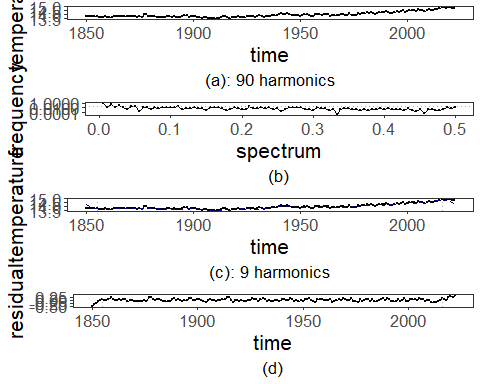 15.0
13.5
1850 1900 1950 2000
time
(a): 90 harmonics
frequency
1.0000
0.0100
0.0001
0.0 0.1 0.2 0.3 0.4 0.5
spectrum
(b)
temperature
15.0
13.5
1850 1900 1950 2000
time
(c): 9 harmonics
residual
0.25
1850 1900 1950 2000
time
(d)